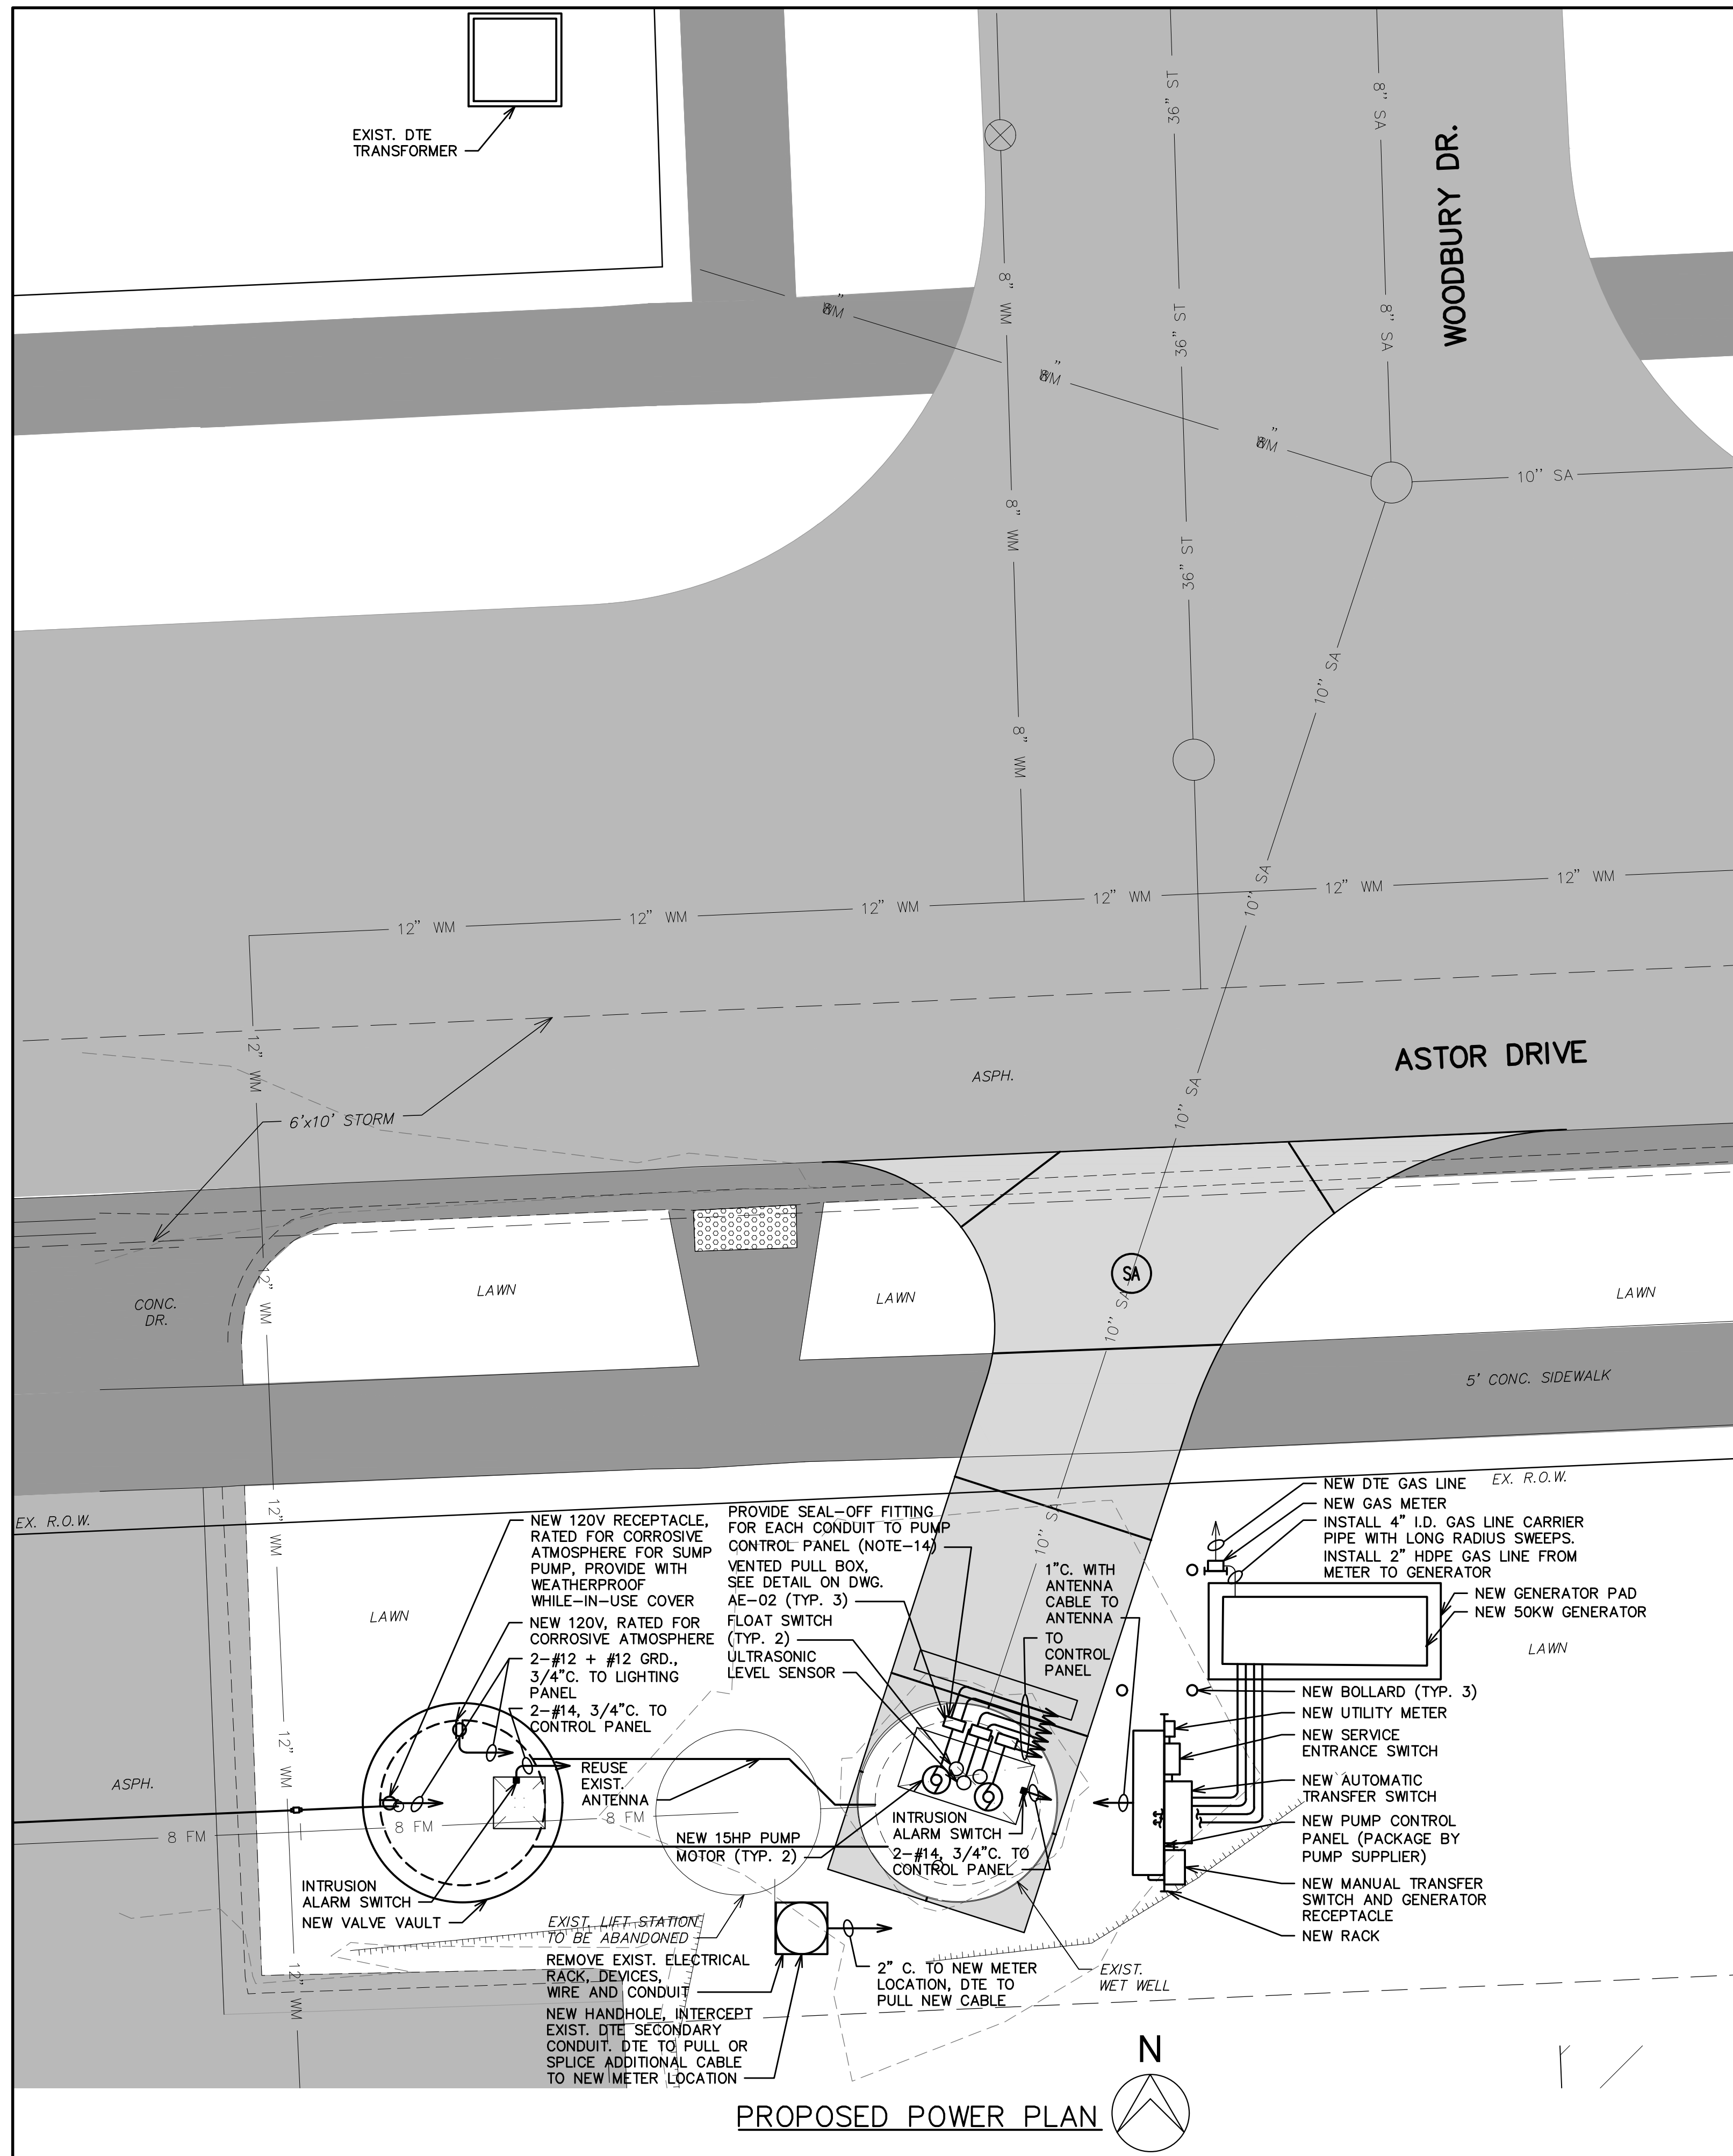 EXIST. DTE
TRANSFORMER
36" ST
8" SA
WOODBURY DR.
8" WM
36" ST
8" SA
8" WM
8" WM
8" WM
10" SA
8" WM
36" ST
10" SA
8" WM
10" SA
12" WM
12" WM
12" WM
12" WM
12" WM
12" WM
12" WM
ASTOR DRIVE
ASPH.
10" SA
6'x10' STORM
SA
12" WM
LAWN
LAWN
LAWN
CONC.
DR.
10" SA
5' CONC. SIDEWALK
EX. R.O.W.
EX. R.O.W.
12" WM
10" SA
NEW 120V RECEPTACLE,
RATED FOR CORROSIVE
ATMOSPHERE FOR SUMP
PUMP, PROVIDE WITH
WEATHERPROOF
WHILE-IN-USE COVER
NEW 120V, RATED FOR
CORROSIVE ATMOSPHERE
2-#12 + #12 GRD.,
3/4"C. TO LIGHTING
PANEL
2-#14, 3/4"C. TO
CONTROL PANEL
PROVIDE SEAL-OFF FITTING
FOR EACH CONDUIT TO PUMP
CONTROL PANEL (NOTE-14)
VENTED PULL BOX,
SEE DETAIL ON DWG.
AE-02 (TYP. 3)
FLOAT SWITCH
(TYP. 2)
ULTRASONIC
LEVEL SENSOR
1"C. WITH
ANTENNA
CABLE TO
ANTENNA
TO
CONTROL
PANEL
NEW DTE GAS LINE
NEW GAS METER
INSTALL 4" I.D. GAS LINE CARRIER
PIPE WITH LONG RADIUS SWEEPS.
INSTALL 2" HDPE GAS LINE FROM
METER TO GENERATOR
NEW GENERATOR PAD
NEW 50KW GENERATOR
LAWN
LAWN
NEW BOLLARD (TYP. 3)
NEW UTILITY METER
NEW SERVICE
ENTRANCE SWITCH
NEW AUTOMATIC
TRANSFER SWITCH
NEW PUMP CONTROL
PANEL (PACKAGE BY
PUMP SUPPLIER)
NEW MANUAL TRANSFER
SWITCH AND GENERATOR
RECEPTACLE
NEW RACK
12" WM
ASPH.
REUSE
EXIST.
ANTENNA
8 FM
8 FM
8 FM
NEW 15HP PUMP
MOTOR (TYP. 2)
INTRUSION
ALARM SWITCH
2-#14, 3/4"C. TO
CONTROL PANEL
INTRUSION
ALARM SWITCH
NEW VALVE VAULT
EXIST. LIFT STATION
TO BE ABANDONED
REMOVE EXIST. ELECTRICAL
RACK, DEVICES,
WIRE AND CONDUIT
NEW HANDHOLE, INTERCEPT
EXIST. DTE SECONDARY
CONDUIT. DTE TO PULL OR
SPLICE ADDITIONAL CABLE
TO NEW METER LOCATION
2" C. TO NEW METER
LOCATION, DTE TO
PULL NEW CABLE
EXIST.
WET WELL
12" WM
N
PROPOSED POWER PLAN